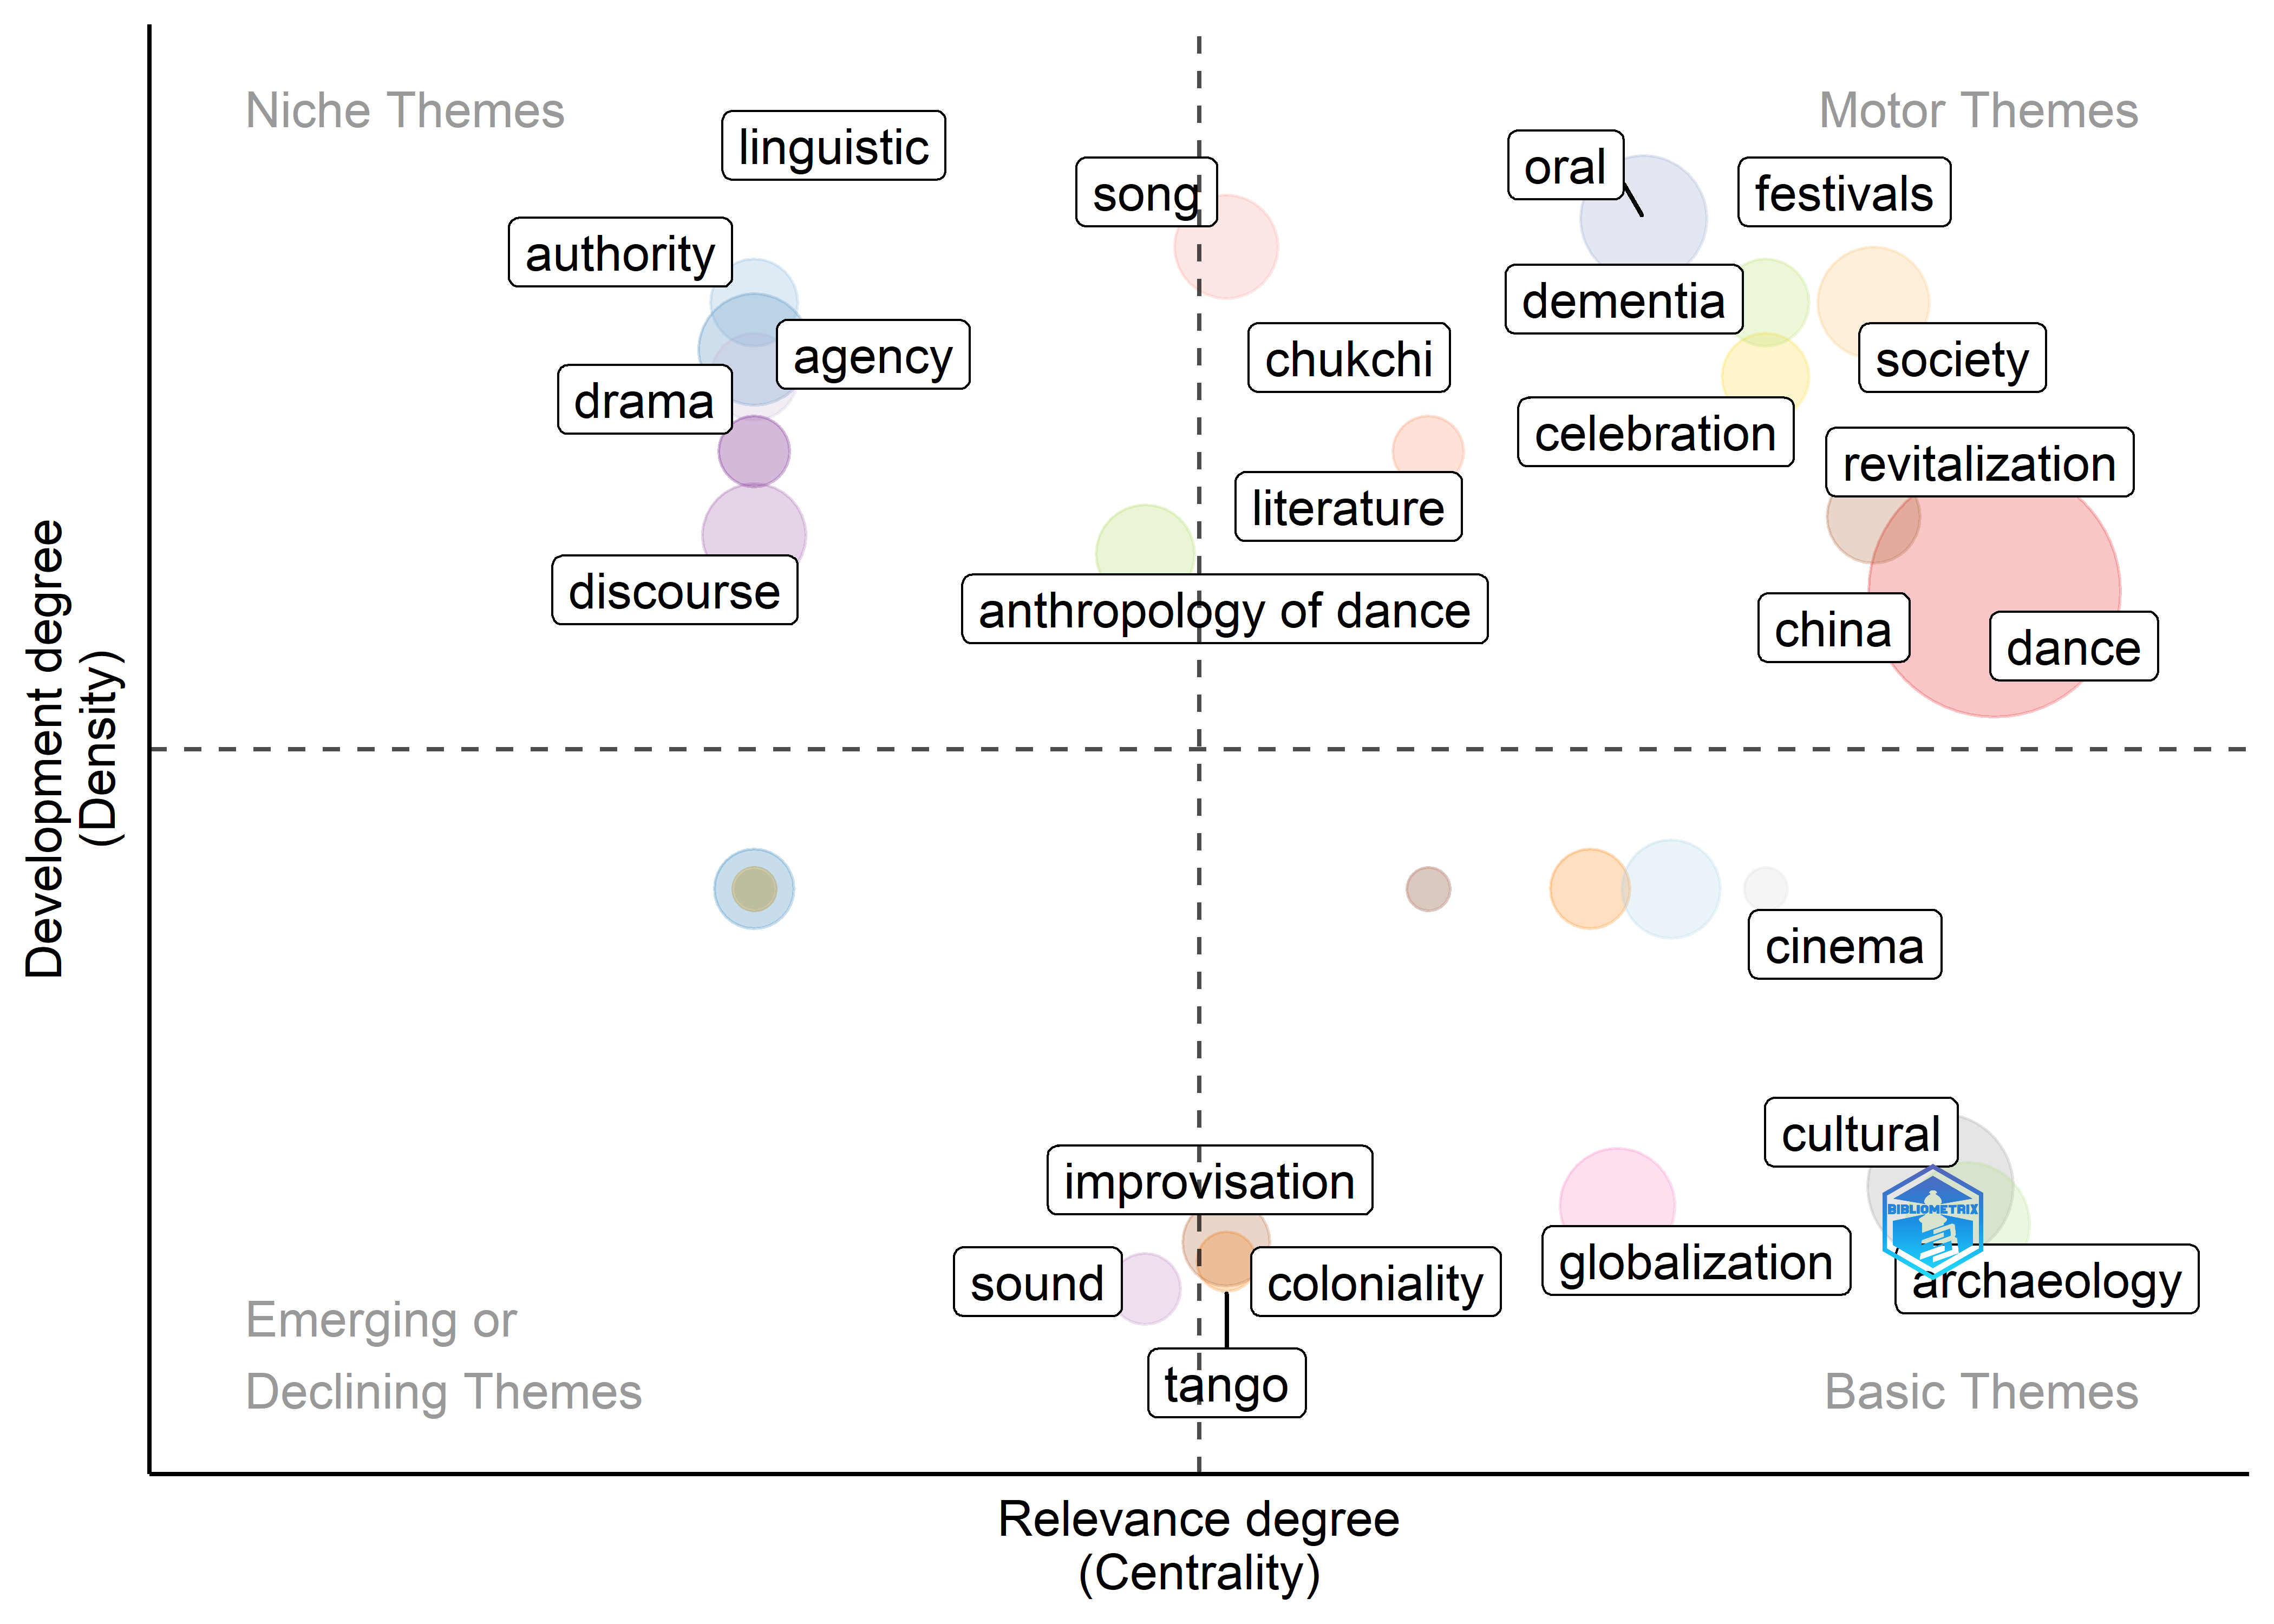 Niche Themes
Motor Themes
linguistic
oral
festivals
song
authority
dementia
agency
chukchi
society
drama
celebration
revitalization
literature
discourse
anthropology of dance
china
dance
Development degree
(Density)
cinema
cultural
improvisation
BIBLIOMETRIX
globalization
sound
coloniality
archaeology
Emerging or
Declining Themes
tango
Basic Themes
Relevance degree
(Centrality)